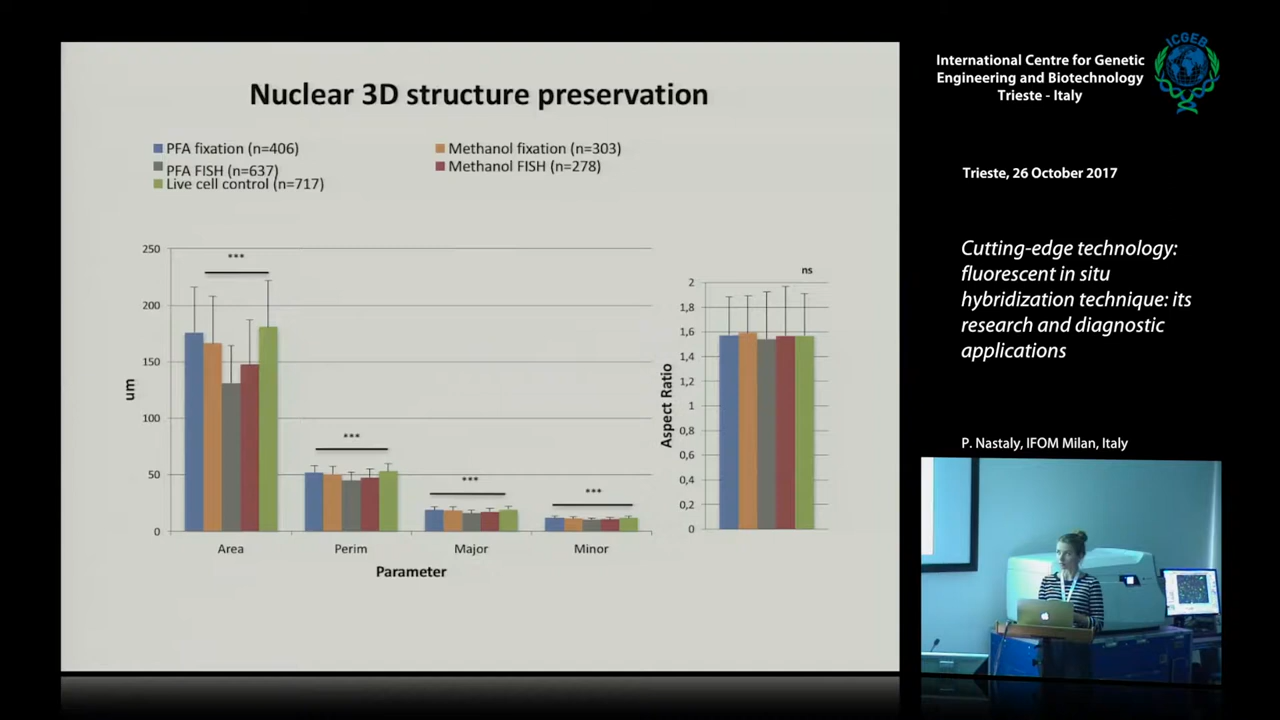 Nuclear 3D structure preservation
PFA fixation (n=406)
Methanol fixation (n=303)
PFA FISH (n=637)
Methanol FISH (n=278)
Live cell control (n=717)
250
200
150
100
50
0
um
***
***
***
***
Area
Perim
Major
Minor
Parameter
ns
2
1,8
1,6
1,4
1,2
1
0,8
0,6
0,4
0,2
0
Aspect Ratio
International Centre for Genetic
Engineering and Biotechnology
Trieste - Italy
ICGEB
Trieste, 26 October 2017
Cutting-edge technology:
fluorescent in situ
hybridization technique: its
research and diagnostic
applications
P. Nastaly, IFOM Milan, Italy